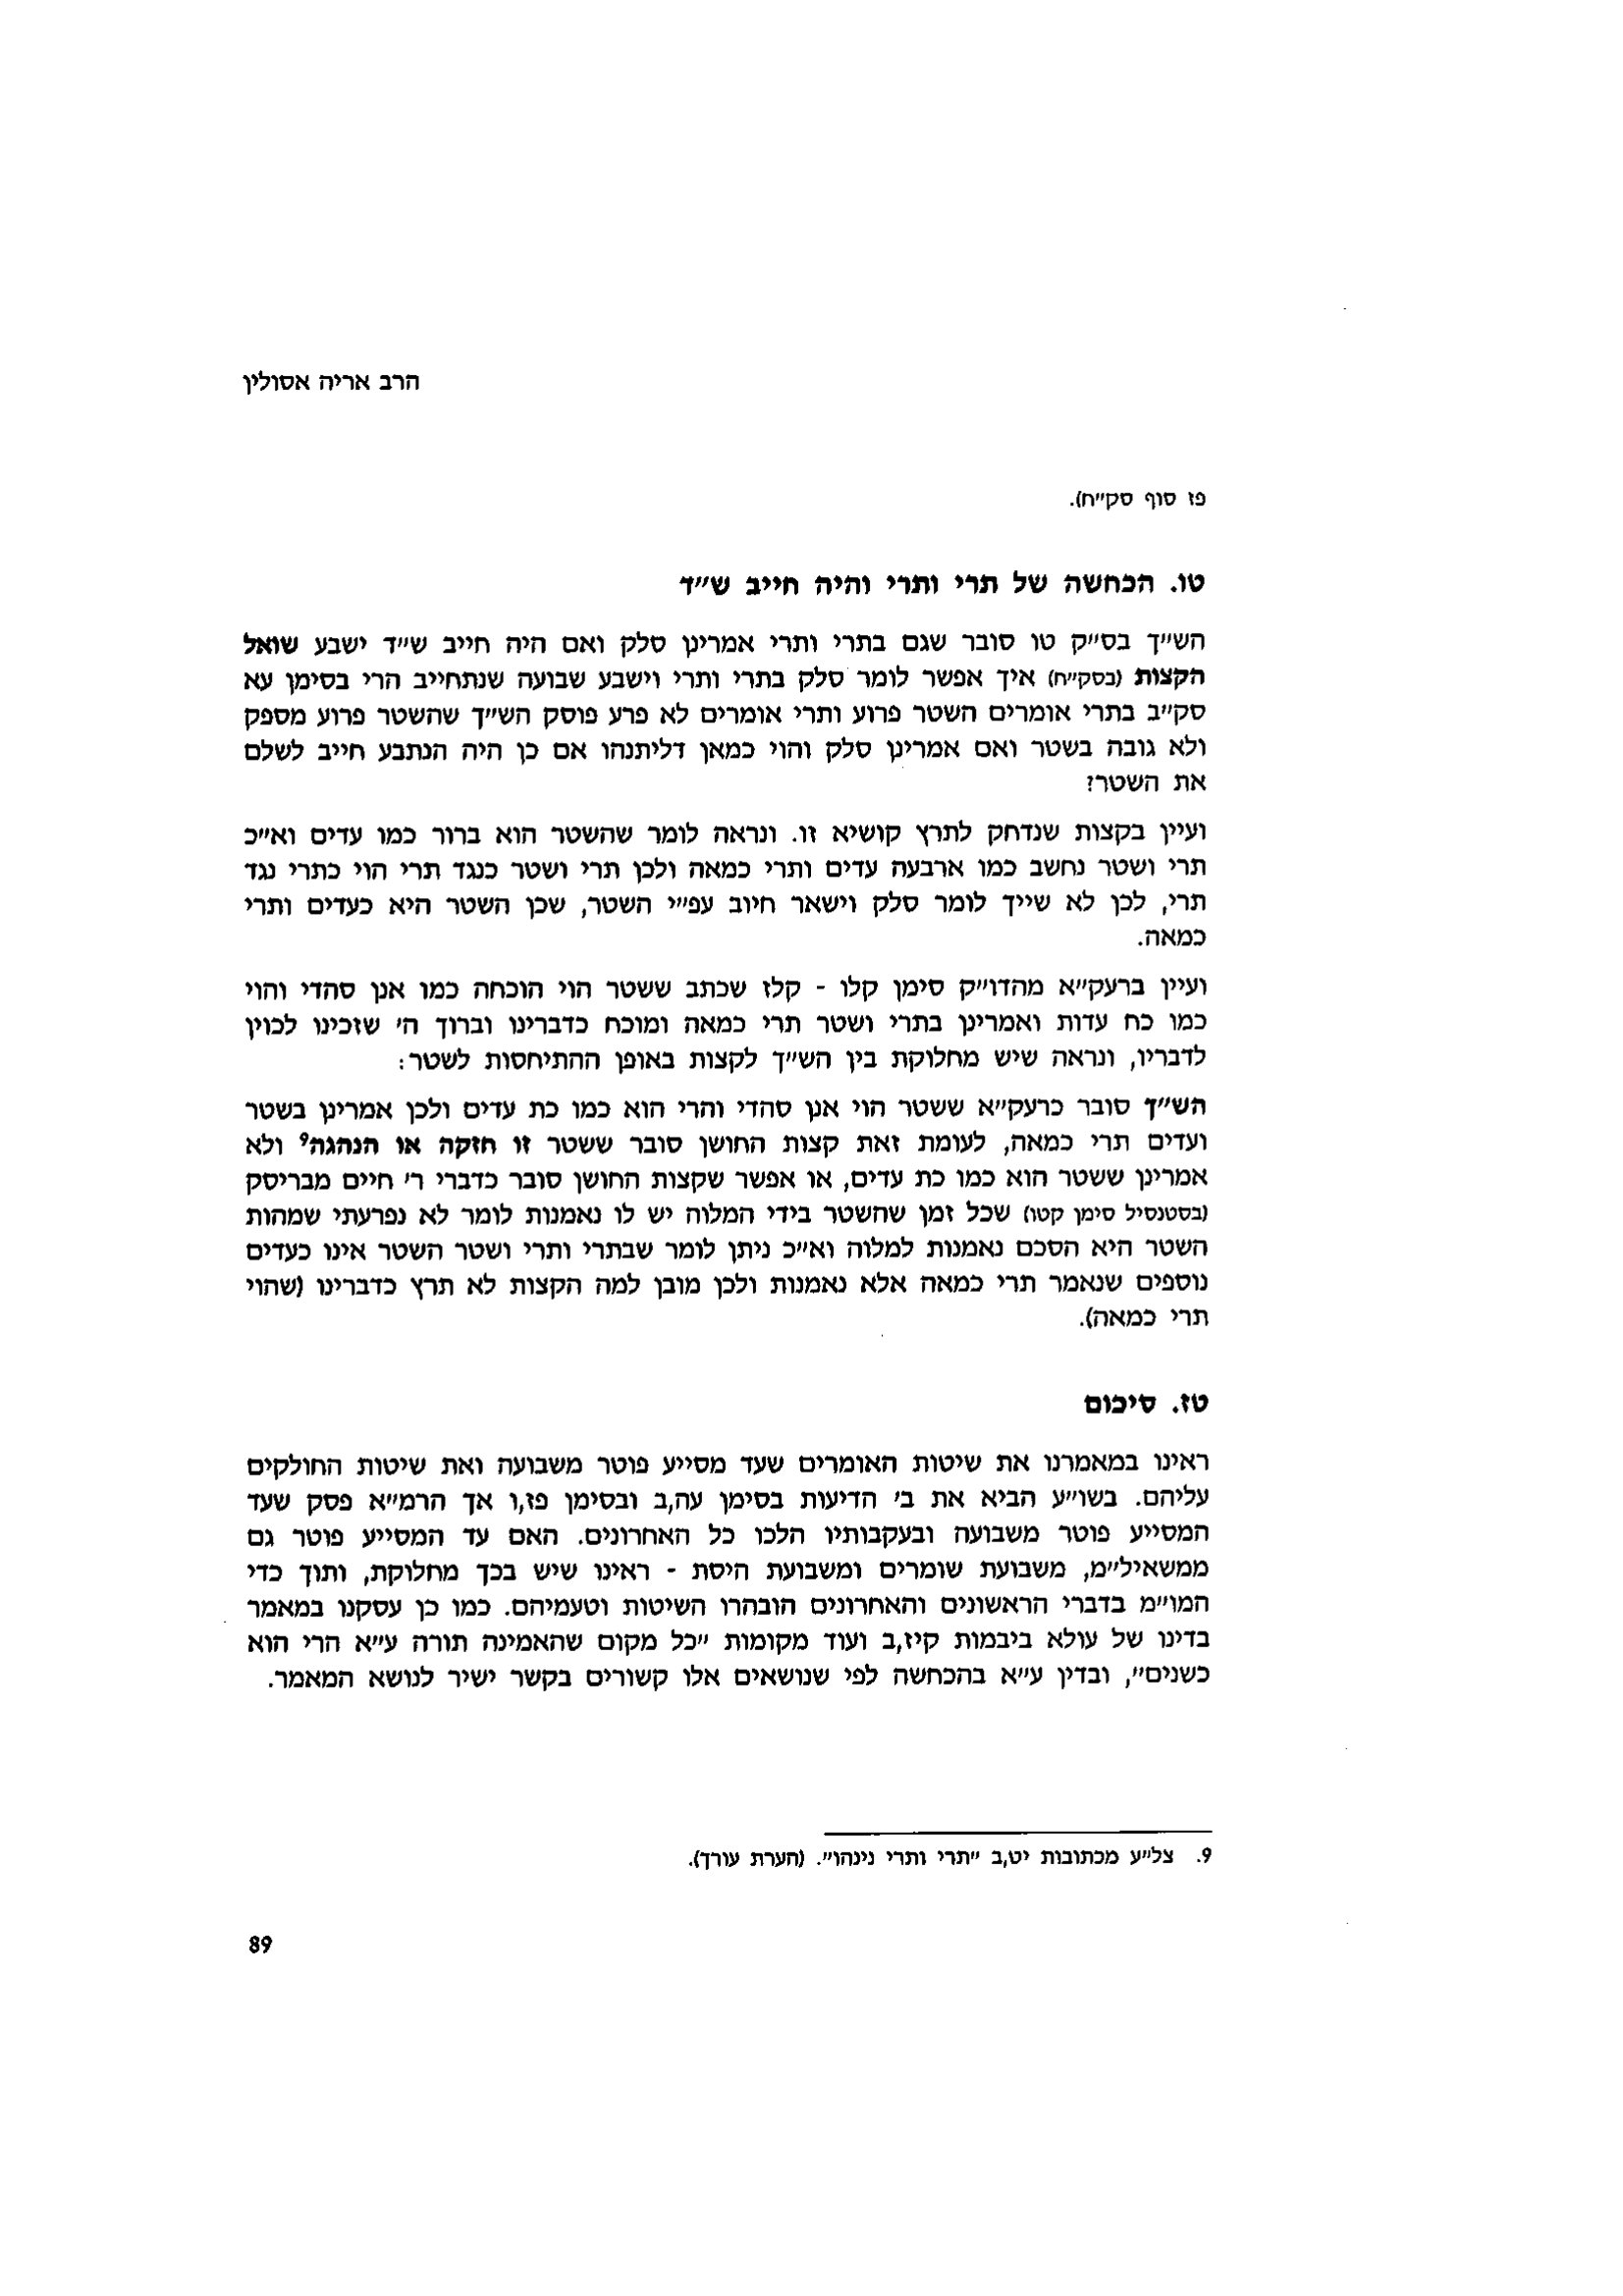 הרב אריה אסולין
פז סוף סק״ח).
טו. הכחשה של תרי ותרי והיה חייב ש״ד
הש״ך בס״ק טו סובר שגם בתרי ותרי אמרינן סלק ואם היה חייב ש״ד ישבע שואל
הקצות (בסק״ח) איך אפשר לומר סלק בתרי ותרי וישבע שבועה שנתחייב הרי בסימן עא
סק״ב בתרי אומרים השטר פרוע ותרי אומרים לא פרע פוסק הש״ך שהשטר פרוע מספק
ולא גובה בשטר ואם אמרינן סלק והוי כמאן דליתנהו אם כן היה הנתבע חייב לשלם
את השטר?
ועיין בקצות שנדחק לתרץ קושיא זו. ונראה לומר שהשטר הוא ברור כמו עדים וא״כ
תרי ושטר נחשב כמו ארבעה עדים ותרי כמאה ולכן תרי ושטר כנגד תרי הוי כתרי נגד
תרי, לכן לא שייך לומר סלק וישאר חיוב עפ״י השטר, שכן השטר היא כעדים ותרי
כמאה.
ועיין ברעק״א מהדו״ק סימן קלו - קלז שכתב ששטר הוי הוכחה כמו אנן סהדי והוי
כמו כח עדות ואמרינן בתרי ושטר תרי כמאה ומוכח כדברינו וברוך ה׳ שזכינו לכוין
לדבריו, ונראה שיש מחלוקת בין הש״ך לקצות באופן ההתיחסות לשטר:
הש״ך סובר כרעק״א ששטר הוי אנן סהדי והרי הוא כמו כת עדים ולכן אמרינן בשטר
ועדים תרי כמאה, לעומת זאת קצות החושן סובר ששטר זו חזקה או הנהגה⁹ ולא
אמרינן ששטר הוא כמו כת עדים, או אפשר שקצות החושן סובר כדברי ר׳ חיים מבריסק
(בסטנסיל סימן קטו) שכל זמן שהשטר בידי המלוה יש לו נאמנות לומר לא נפרעתי שמהות
השטר היא הסכם נאמנות למלוה וא״כ ניתן לומר שבתרי ותרי ושטר השטר אינו כעדים
נוספים שנאמר תרי כמאה אלא נאמנות ולכן מובן למה הקצות לא תרץ כדברינו (שהוי
תרי כמאה).
טז. סיכום
ראינו במאמרנו את שיטות האומרים שעד מסייע פוטר משבועה ואת שיטות החולקים
עליהם. בשו״ע הביא את ב׳ הדיעות בסימן עה,ב ובסימן פז,ו אך הרמ״א פסק שעד
המסייע פוטר משבועה ובעקבותיו הלכו כל האחרונים. האם עד המסייע פוטר גם
ממשאיל״מ, משבועת שומרים ומשבועת היסת - ראינו שיש בכך מחלוקת, ותוך כדי
המו״מ בדברי הראשונים והאחרונים הובהרו השיטות וטעמיהם. כמו כן עסקנו במאמר
בדינו של עולא ביבמות קיז,ב ועוד מקומות ״כל מקום שהאמינה תורה ע״א הרי הוא
כשנים״, ובדין ע״א בהכחשה לפי שנושאים אלו קשורים בקשר ישיר לנושא המאמר.
9. צל״ע מכתובות יט,ב ״תרי ותרי נינהו״. (הערת עורך).
89